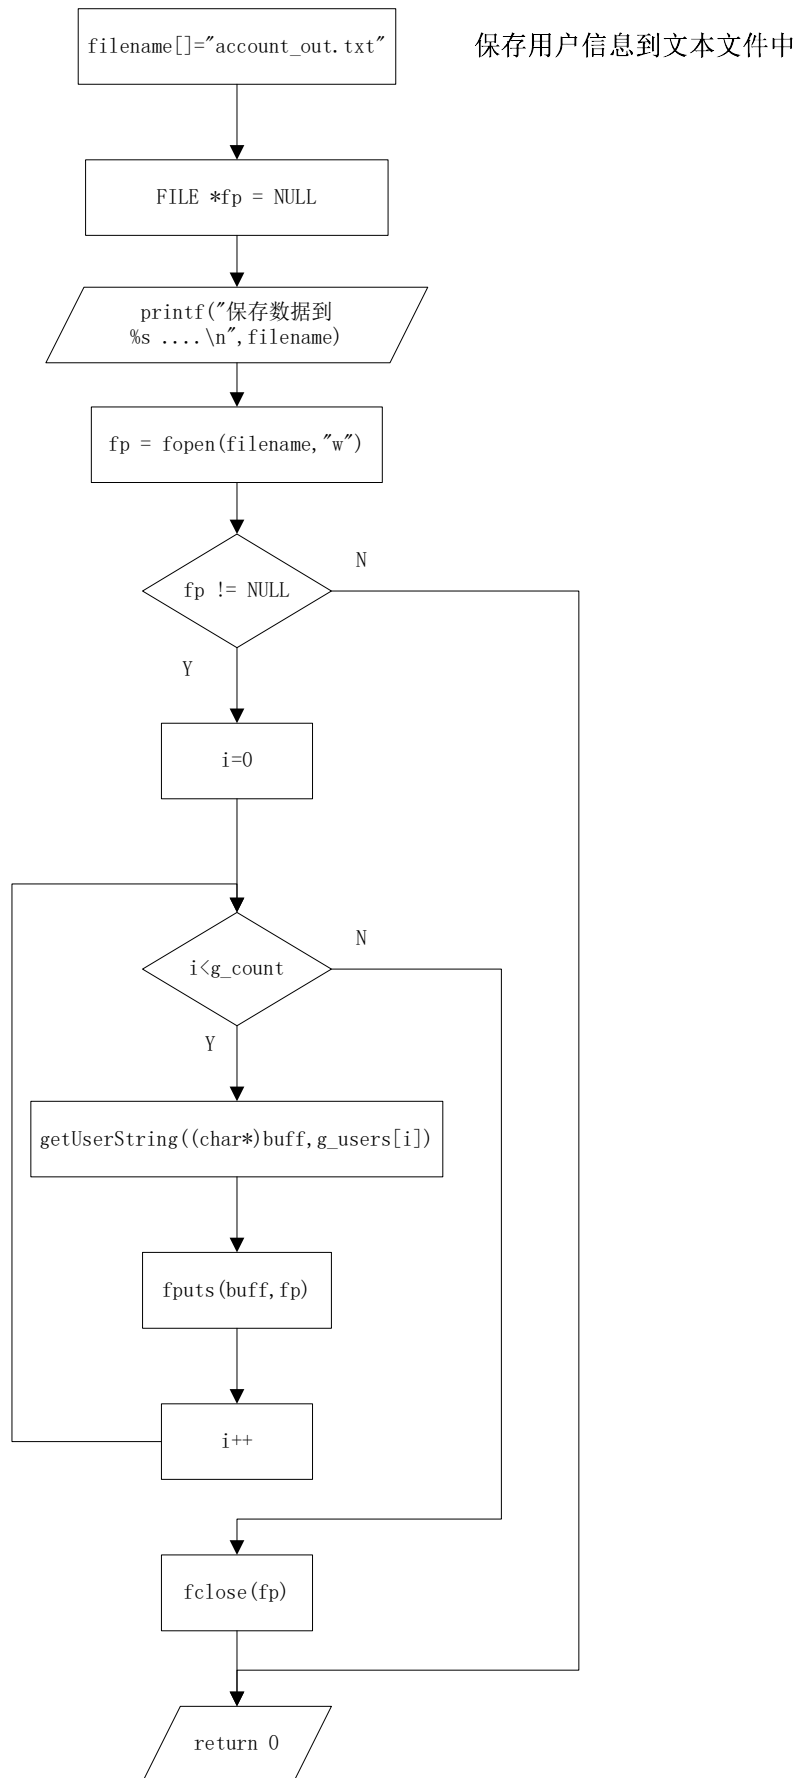 filename[]="account_out.txt"
保存用户信息到文本文件中
FILE *fp = NULL
printf("保存数据到
%s ....\n",filename)
fp = fopen(filename,"w")
N
fp != NULL
Y
i=0
N
i<g_count
Y
getUserString((char*)buff,g_users[i])
fputs(buff,fp)
i++
fclose(fp)
return 0